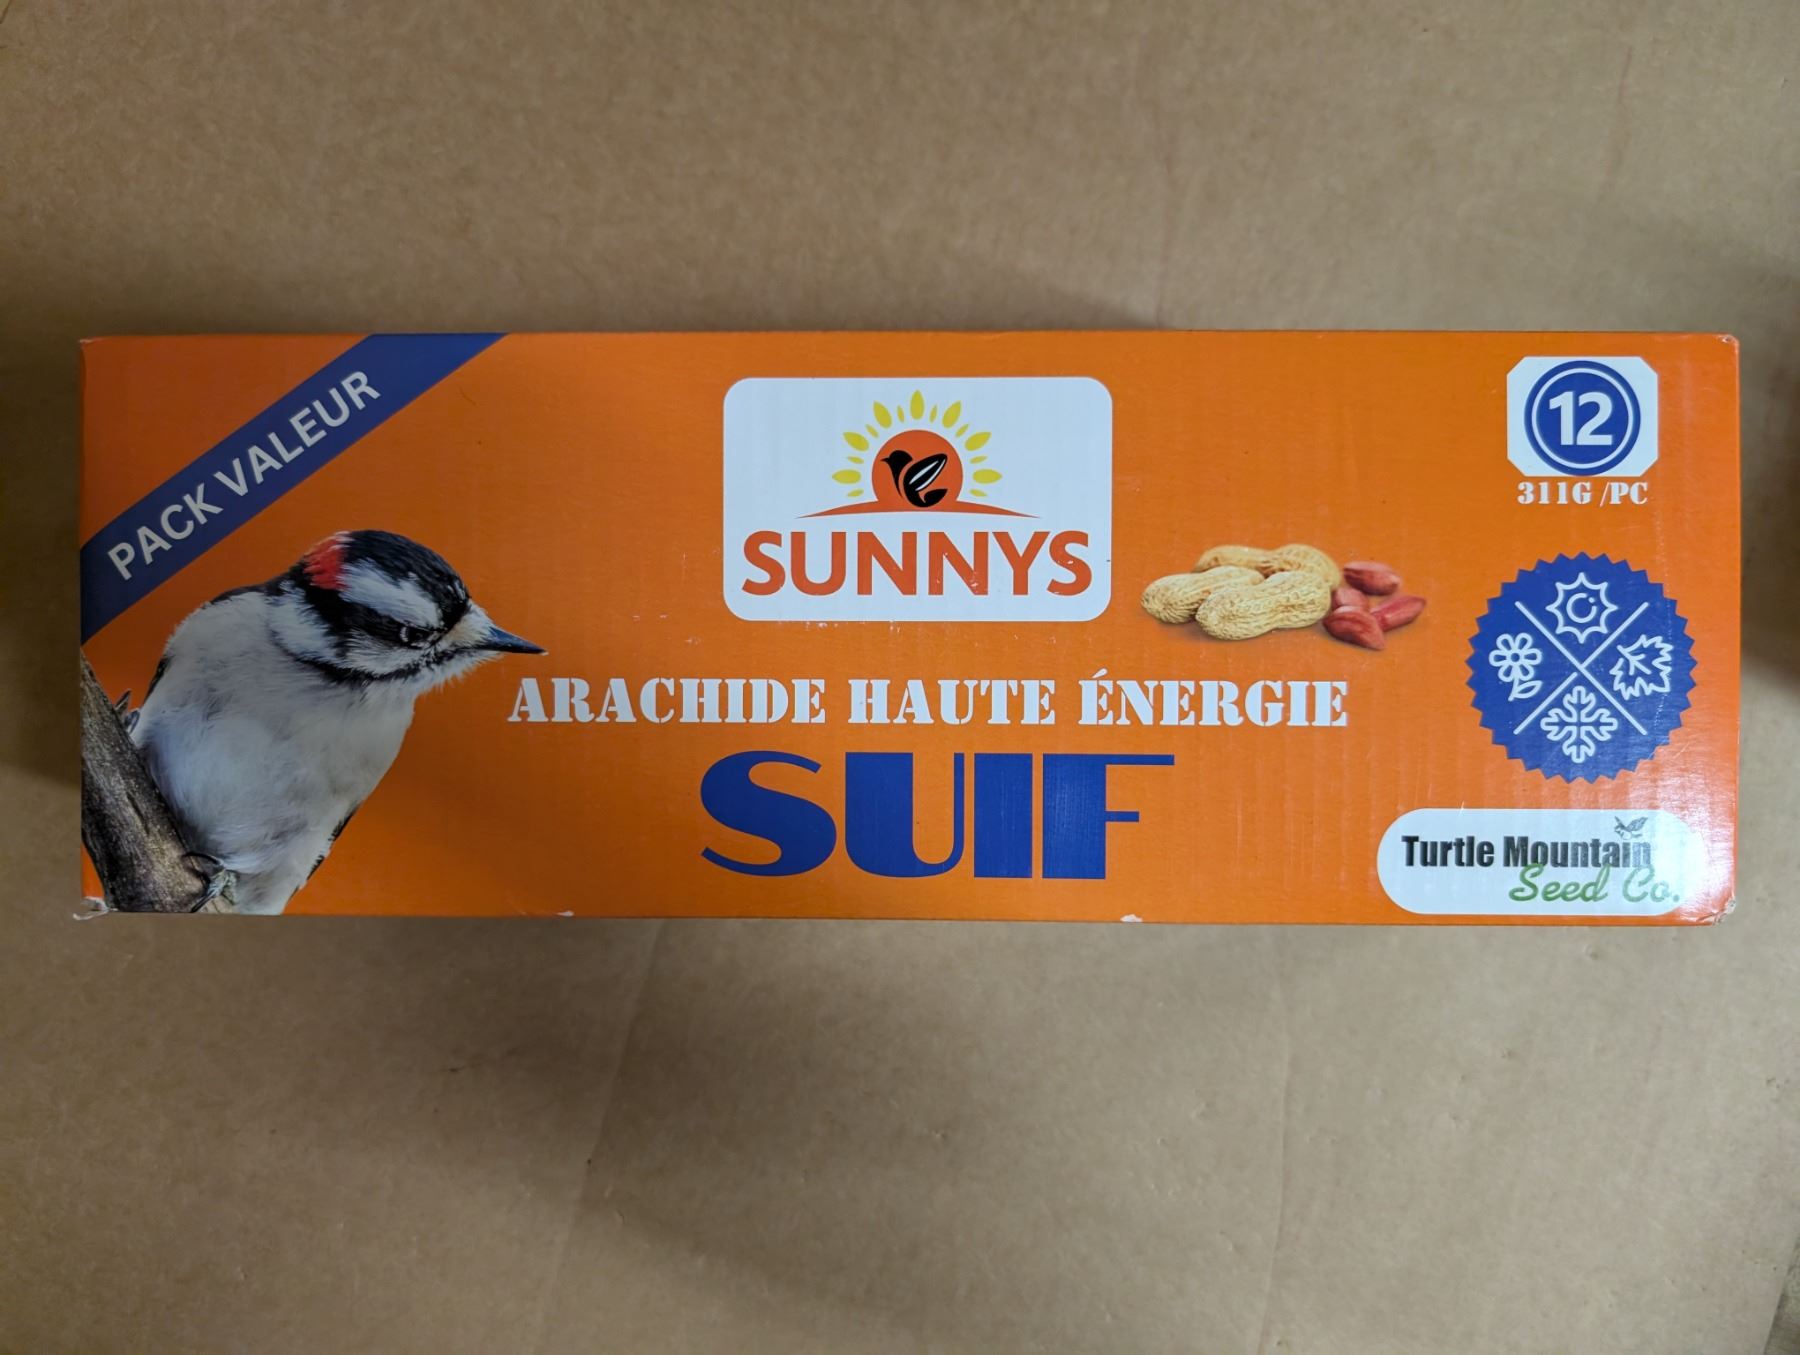 PACK VALEUR
SUNNYS
12
311G /PC
ARACHIDE HAUTE ÉNERGIE
SUIF
Turtle Mountain
Seed Co.